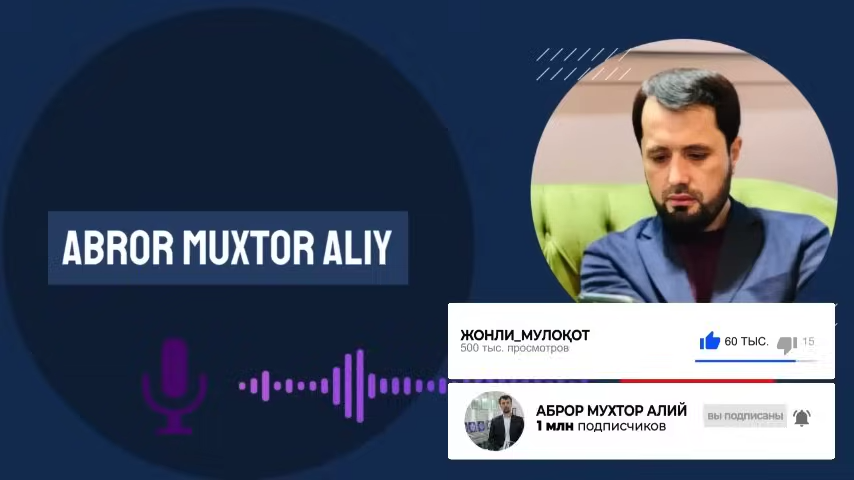 ABROR MUXTOR ALIY
ЖОНЛИ_МУЛОҚОТ
500 тыс. просмотров
60 ТЫС.
15
АБРОР МУХТОР АЛИЙ
1 млн подписчиков
вы подписаны